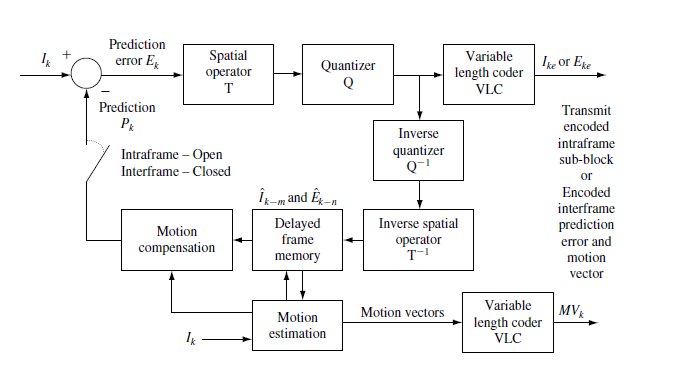 I_k
+
Prediction
error E_k
−
Spatial
operator
T
Quantizer
Q
Variable
length coder
VLC
I_ke or E_ke
Transmit
encoded
intraframe
sub-block
or
Encoded
interframe
prediction
error and
motion
vector
Prediction
P_k
Intraframe – Open
Interframe – Closed
Inverse
quantizer
Q⁻¹
Î_k−m and Ê_k−n
Motion
compensation
Delayed
frame
memory
Inverse spatial
operator
T⁻¹
I_k
Motion
estimation
Motion vectors
Variable
length coder
VLC
MV_k